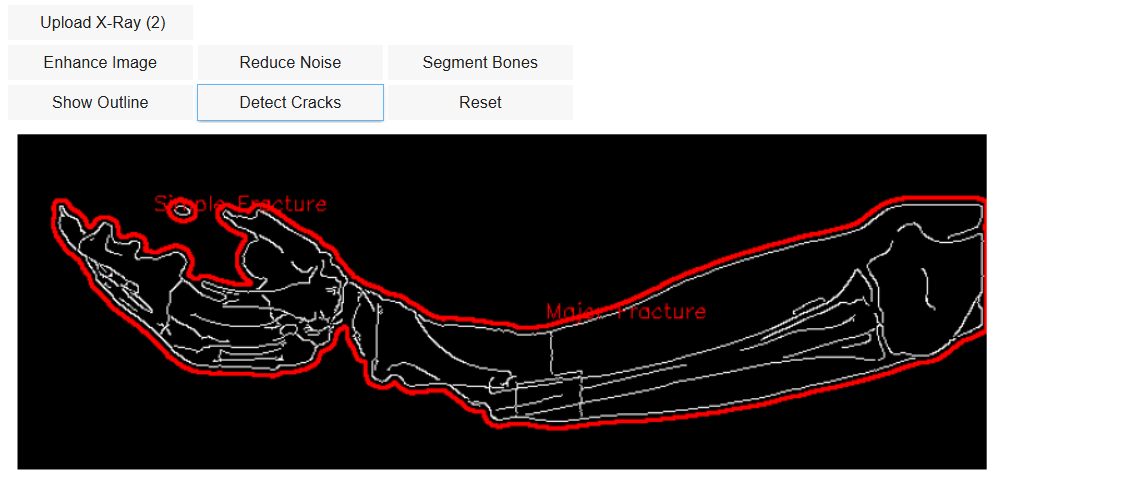 Upload X-Ray (2)
Enhance Image Reduce Noise Segment Bones
Show Outline Detect Cracks Reset
Simple Fracture
Major Fracture